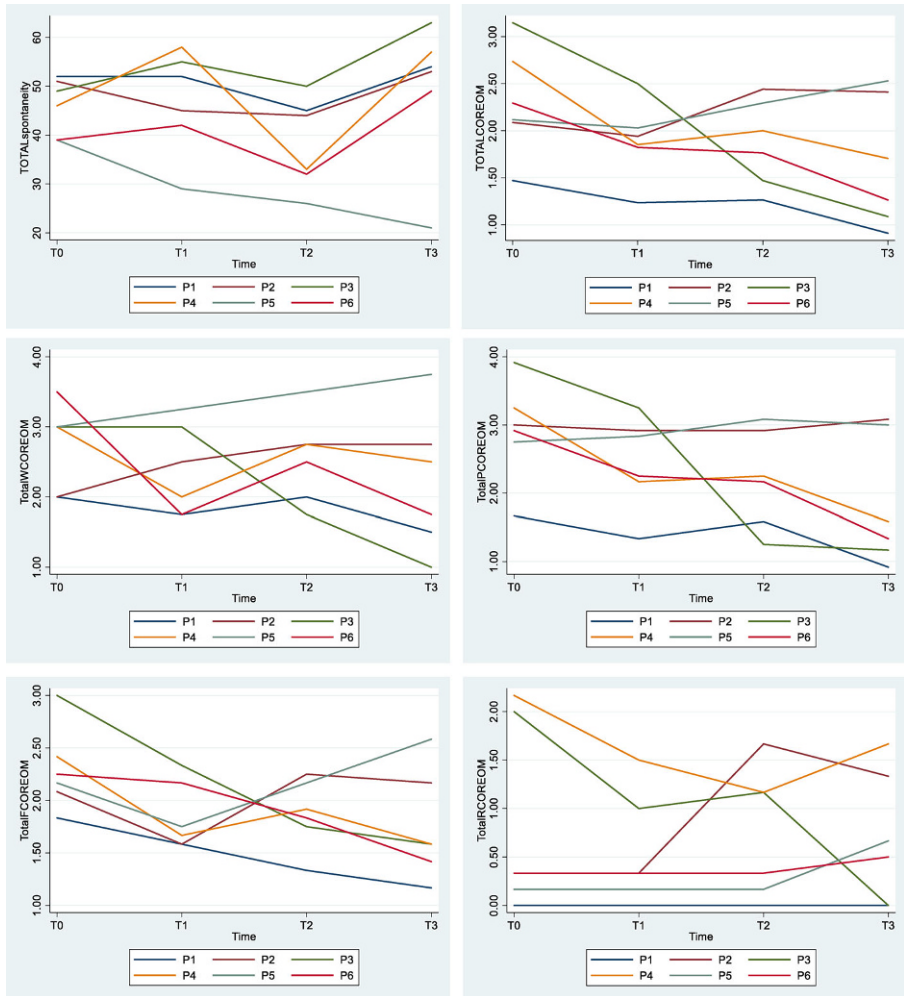 TOTALspontaneity
60
50
40
30
20
T0 T1 T2 T3
Time
P1 P2 P3
P4 P5 P6
TOTALCOREOM
3.00
2.50
2.00
1.50
1.00
T0 T1 T2 T3
Time
P1 P2 P3
P4 P5 P6
TotalWCOREOM
4.00
3.00
2.00
1.00
T0 T1 T2 T3
Time
P1 P2 P3
P4 P5 P6
TotalPCOREOM
4.00
3.00
2.00
1.00
T0 T1 T2 T3
Time
P1 P2 P3
P4 P5 P6
TotalFCOREOM
3.00
2.50
2.00
1.50
1.00
T0 T1 T2 T3
Time
P1 P2 P3
P4 P5 P6
TotalRCOREOM
2.00
1.50
1.00
0.50
0.00
T0 T1 T2 T3
Time
P1 P2 P3
P4 P5 P6